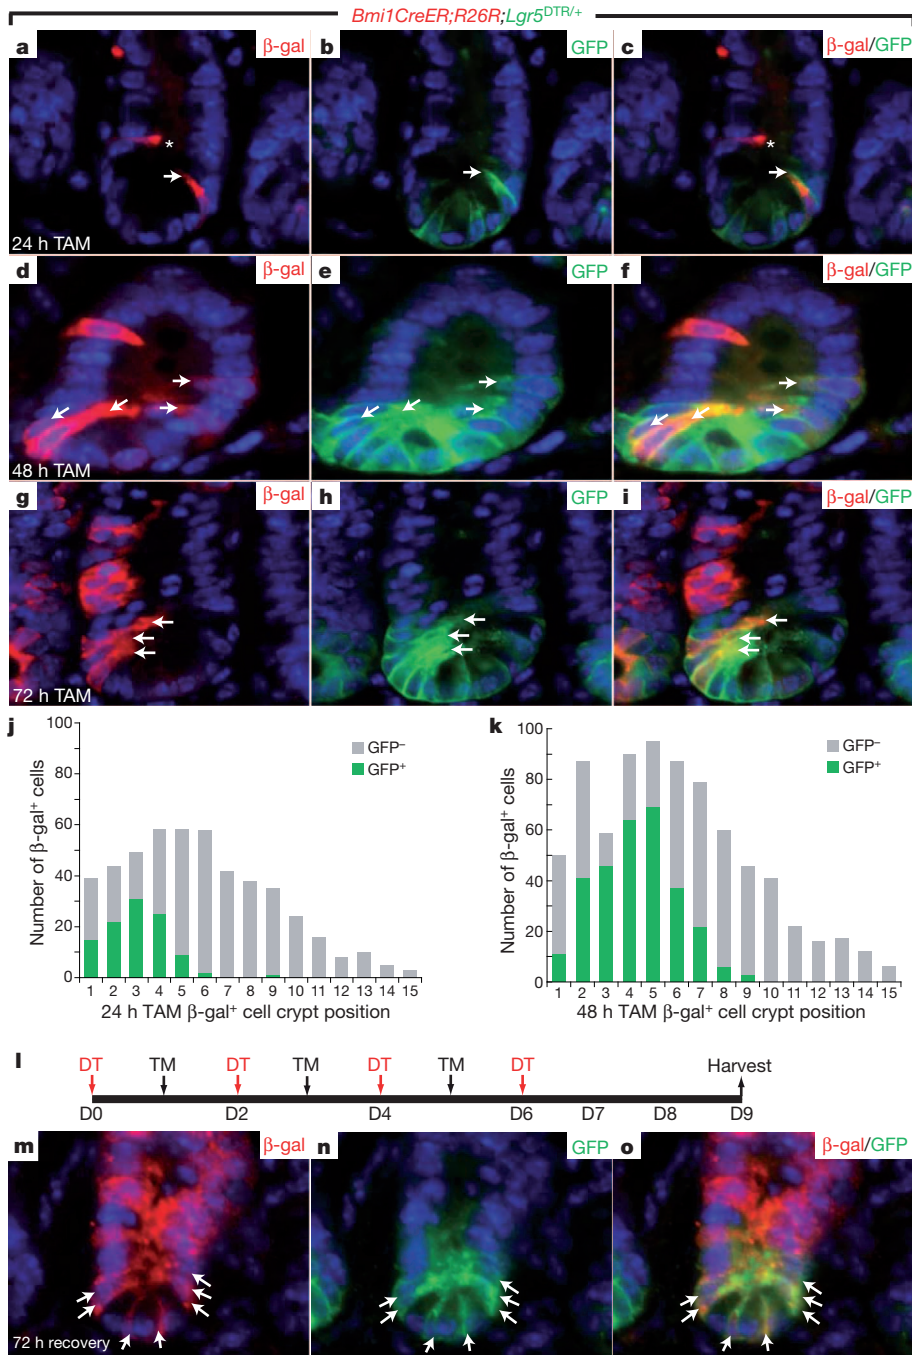 Bmi1CreER;R26R;Lgr5^DTR/+
a β-gal b GFP c β-gal/GFP
* *
24 h TAM
d β-gal e GFP f β-gal/GFP
48 h TAM
g β-gal h GFP i β-gal/GFP
72 h TAM
j
100
80
60
40
20
0
Number of β-gal⁺ cells
GFP⁻
GFP⁺
1 2 3 4 5 6 7 8 9 10 11 12 13 14 15
24 h TAM β-gal⁺ cell crypt position
k
100
80
60
40
20
0
Number of β-gal⁺ cells
GFP⁻
GFP⁺
1 2 3 4 5 6 7 8 9 10 11 12 13 14 15
48 h TAM β-gal⁺ cell crypt position
l
DT TM DT TM DT TM DT Harvest
D0 D2 D4 D6 D7 D8 D9
m β-gal n GFP o β-gal/GFP
72 h recovery